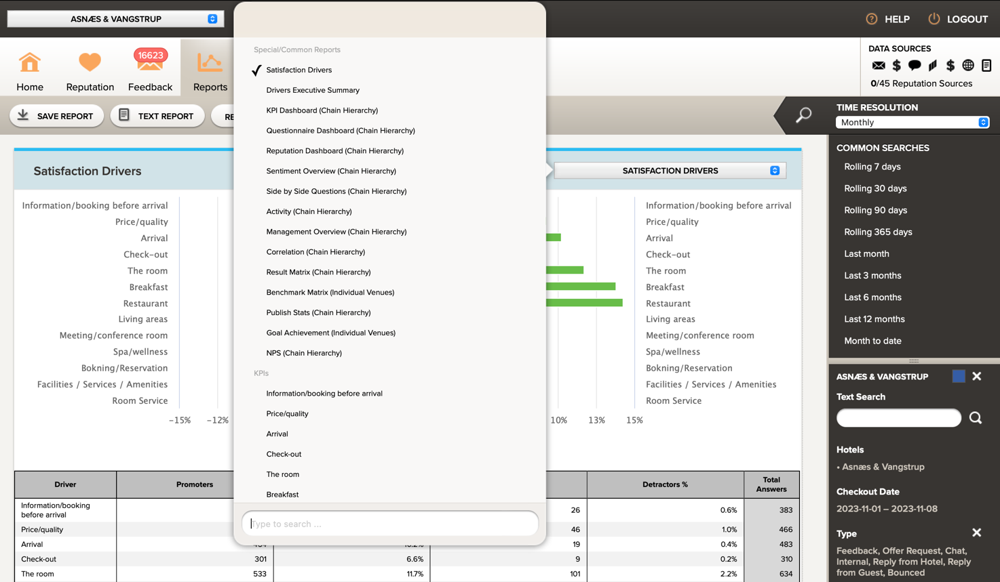 ASNÆS & VANGSTRUP
HELP
LOGOUT
Home
Reputation
16623
Feedback
Reports
DATA SOURCES
0/45 Reputation Sources
SAVE REPORT
TEXT REPORT
RE
TIME RESOLUTION
Monthly
COMMON SEARCHES
Rolling 7 days
Rolling 30 days
Rolling 90 days
Rolling 365 days
Last month
Last 3 months
Last 6 months
Last 12 months
Month to date
Special/Common Reports
Satisfaction Drivers
Drivers Executive Summary
KPI Dashboard (Chain Hierarchy)
Questionnaire Dashboard (Chain Hierarchy)
Reputation Dashboard (Chain Hierarchy)
Sentiment Overview (Chain Hierarchy)
Side by Side Questions (Chain Hierarchy)
Activity (Chain Hierarchy)
Management Overview (Chain Hierarchy)
Correlation (Chain Hierarchy)
Result Matrix (Chain Hierarchy)
Benchmark Matrix (Individual Venues)
Publish Stats (Chain Hierarchy)
Goal Achievement (Individual Venues)
NPS (Chain Hierarchy)
KPIs
Information/booking before arrival
Price/quality
Arrival
Check-out
The room
Breakfast
Type to search ...
Satisfaction Drivers
SATISFACTION DRIVERS
Information/booking before arrival
Price/quality
Arrival
Check-out
The room
Breakfast
Restaurant
Living areas
Meeting/conference room
Spa/wellness
Bokning/Reservation
Facilities / Services / Amenities
Room Service
-15% -12%
10% 13% 15%
Information/booking before arrival
Price/quality
Arrival
Check-out
The room
Breakfast
Restaurant
Living areas
Meeting/conference room
Spa/wellness
Bokning/Reservation
Facilities / Services / Amenities
Room Service
Driver Promoters Detractors % Total Answers
Information/booking before arrival 26 0.6% 383
Price/quality 46 1.0% 466
Arrival 19 0.4% 483
Check-out 301 6.6% 9 0.2% 310
The room 533 11.7% 101 2.2% 634
ASNÆS & VANGSTRUP
Text Search
Hotels
• Asnæs & Vangstrup
Checkout Date
2023-11-01 – 2023-11-08
Type
Feedback, Offer Request, Chat,
Internal, Reply from Hotel, Reply
from Guest, Bounced